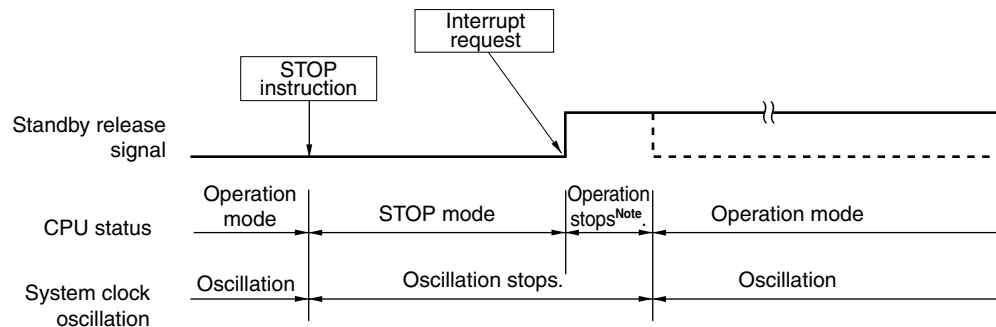 Interrupt
request
STOP
instruction
Standby release
signal
CPU status
Operation
mode
STOP mode
Operation
stopsNote.
Operation mode
System clock
oscillation
Oscillation
Oscillation stops.
Oscillation